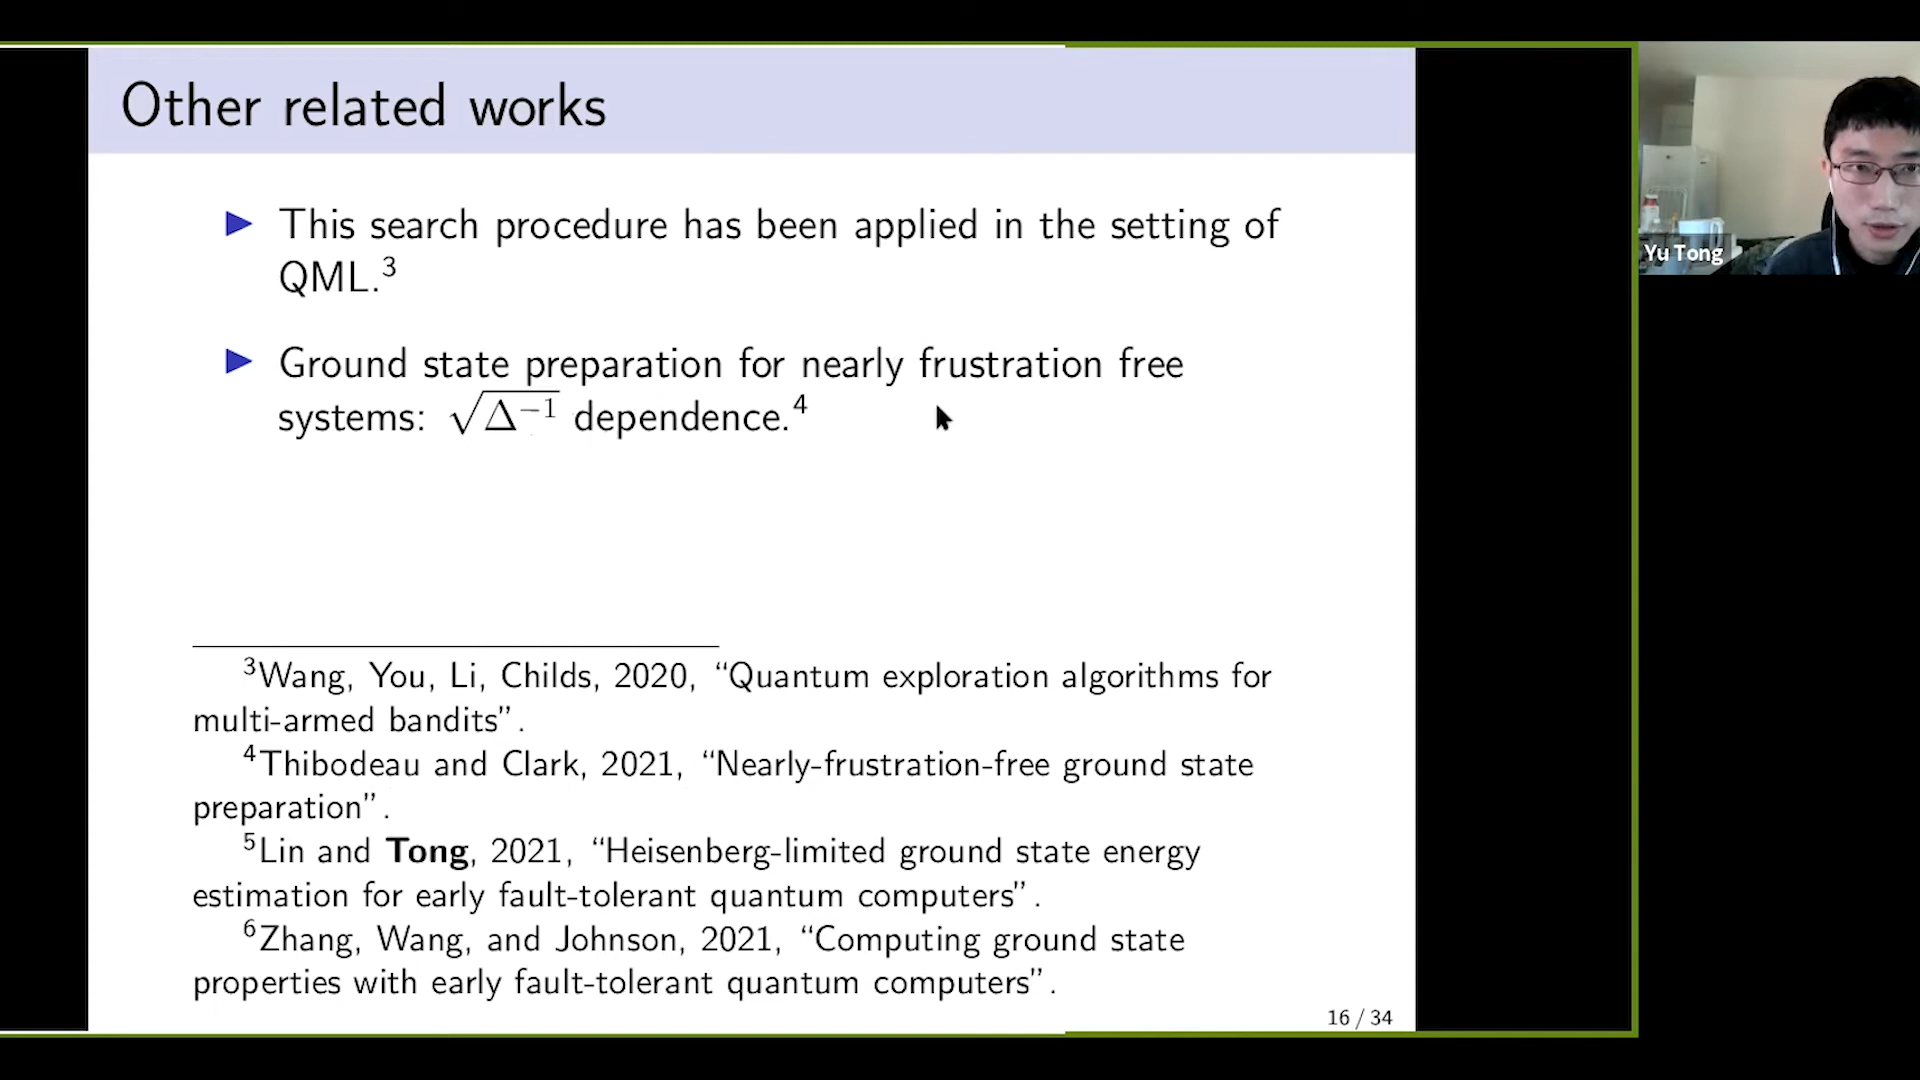 Other related works
▶ This search procedure has been applied in the setting of
QML.³
▶ Ground state preparation for nearly frustration free
systems: √Δ⁻¹ dependence.⁴
³Wang, You, Li, Childs, 2020, “Quantum exploration algorithms for
multi-armed bandits”.
⁴Thibodeau and Clark, 2021, “Nearly-frustration-free ground state
preparation”.
⁵Lin and Tong, 2021, “Heisenberg-limited ground state energy
estimation for early fault-tolerant quantum computers”.
⁶Zhang, Wang, and Johnson, 2021, “Computing ground state
properties with early fault-tolerant quantum computers”.
16 / 34
Yu Tong